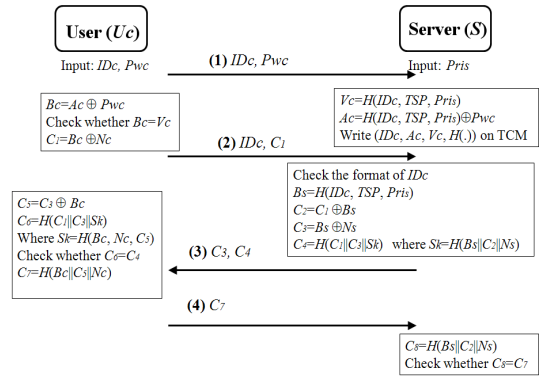 User (Uc)
Server (S)
Input: IDc, Pwc
(1) IDc, Pwc
Input: Pris
Vc=H(IDc, TSP, Pris)
Ac=H(IDc, TSP, Pris)⊕Pwc
Write (IDc, Ac, Vc, H(.)) on TCM
Bc=Ac ⊕ Pwc
Check whether Bc=Vc
C1=Bc ⊕Nc
(2) IDc, C1
Check the format of IDc
Bs=H(IDc, TSP, Pris)
C2=C1 ⊕Bs
C3=Bs ⊕Ns
C4=H(C1||C3||Sk) where Sk=H(Bs||C2||Ns)
C5=C3 ⊕ Bc
C6=H(C1||C3||Sk)
Where Sk=H(Bc, Nc, C5)
Check whether C6=C4
C7=H(Bc||C5||Nc)
(3) C3, C4
(4) C7
C8=H(Bs||C2||Ns)
Check whether C8=C7